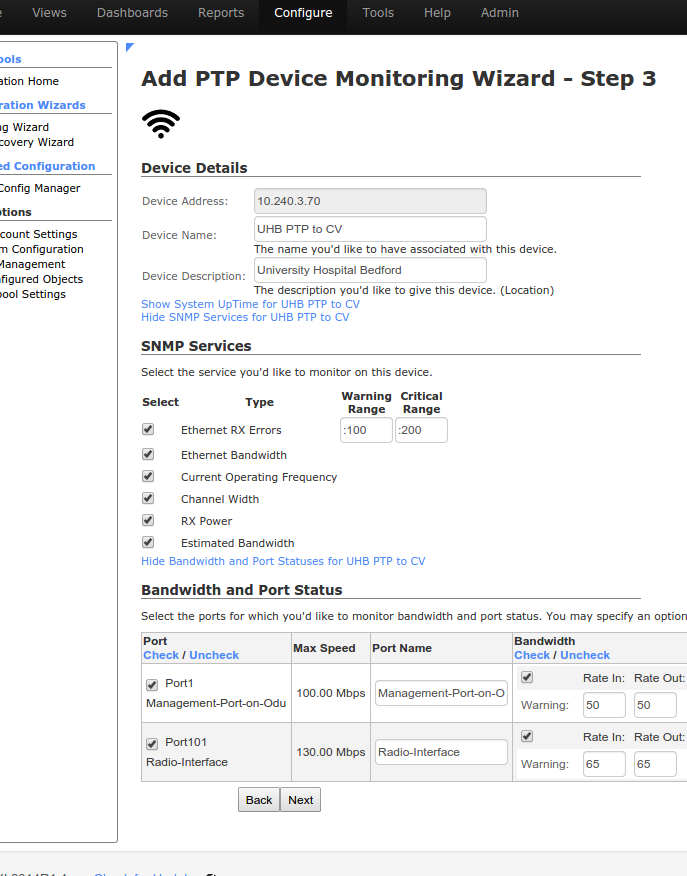 Views Dashboards Reports Configure Tools Help Admin
Add PTP Device Monitoring Wizard - Step 3
Device Details
Device Address: 10.240.3.70
Device Name: UHB PTP to CV
The name you'd like to have associated with this device.
Device Description: University Hospital Bedford
The description you'd like to give this device. (Location)
Show System UpTime for UHB PTP to CV
Hide SNMP Services for UHB PTP to CV
SNMP Services
Select the service you'd like to monitor on this device.
Select Type Warning Range Critical Range
Ethernet RX Errors :100 :200
Ethernet Bandwidth
Current Operating Frequency
Channel Width
RX Power
Estimated Bandwidth
Hide Bandwidth and Port Statuses for UHB PTP to CV
Bandwidth and Port Status
Select the ports for which you'd like to monitor bandwidth and port status. You may specify an option
Port Max Speed Port Name Bandwidth
Check / Uncheck Check / Uncheck
Port1 Rate In: Rate Out:
Management-Port-on-Odu 100.00 Mbps Management-Port-on-O Warning: 50 50
Port101 Rate In: Rate Out:
Radio-Interface 130.00 Mbps Radio-Interface Warning: 65 65
Back Next
ools
ation Home
ration Wizards
ng Wizard
covery Wizard
ed Configuration
Config Manager
ptions
count Settings
m Configuration
Management
figured Objects
pool Settings